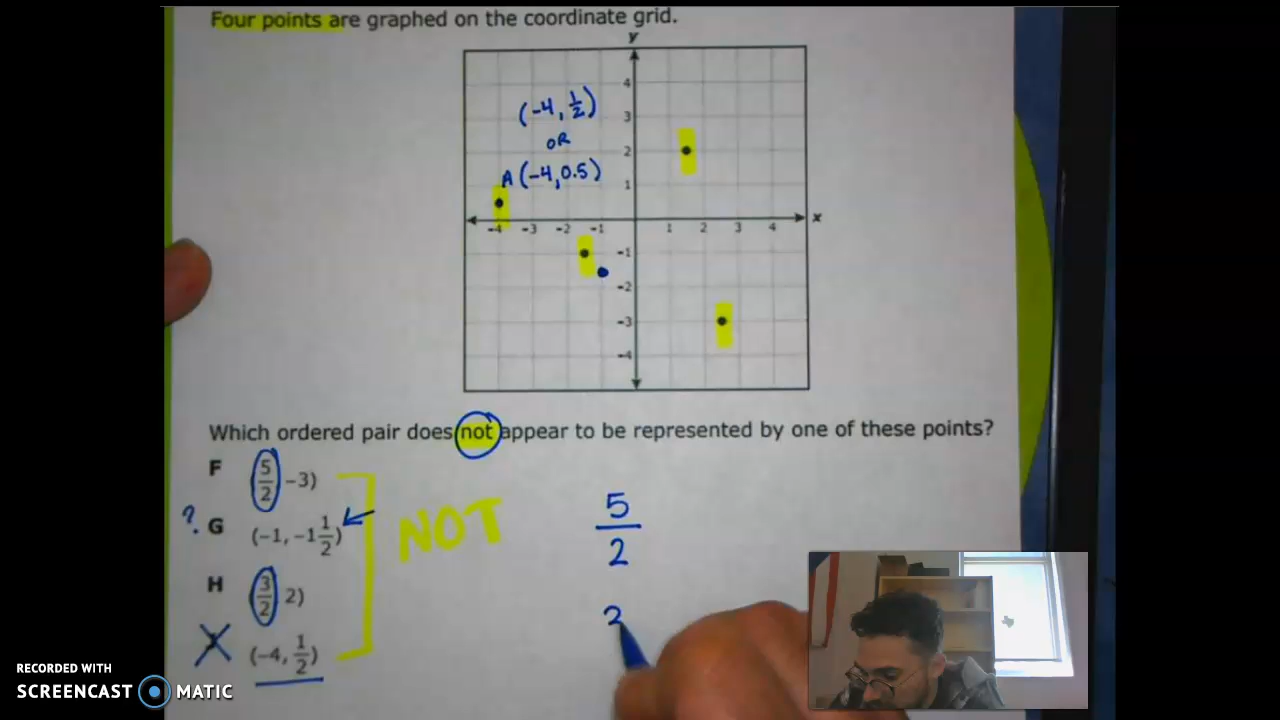 Four points are graphed on the coordinate grid.
y
4
(-4, 1/2)
3
OR
2
A (-4, 0.5)
1
-4 -3 -2 -1 1 2 3 4 x
-1
-2
-3
-4
Which ordered pair does not appear to be represented by one of these points?
F (5/2, -3)
? G (-1, -1 1/2)
NOT
5/2
H (3/2, 2)
3
(-4, 1/2)
RECORDED WITH
SCREENCAST MATIC